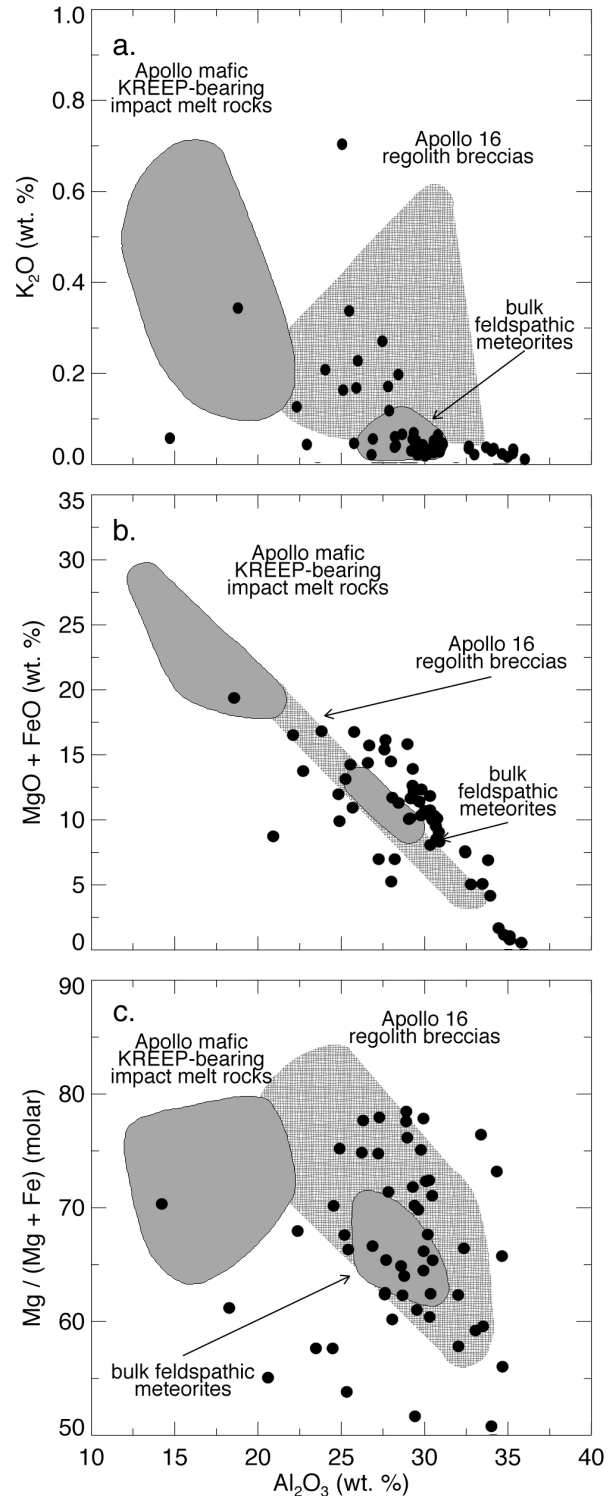 1.0
a.
Apollo mafic
KREEP-bearing
impact melt rocks
0.8
Apollo 16
regolith breccias
0.6
K₂O (wt. %)
0.4
bulk
feldspathic
meteorites
0.2
0.0
35
b.
30
Apollo mafic
KREEP-bearing
impact melt rocks
25
Apollo 16
regolith breccias
20
MgO + FeO (wt. %)
15
bulk
feldspathic
meteorites
10
5
0
90
c.
Apollo 16
regolith breccias
Apollo mafic
KREEP-bearing
impact melt rocks
80
Mg / (Mg + Fe) (molar)
70
60
bulk feldspathic
meteorites
50
10 15 20 25 30 35 40
Al₂O₃ (wt. %)